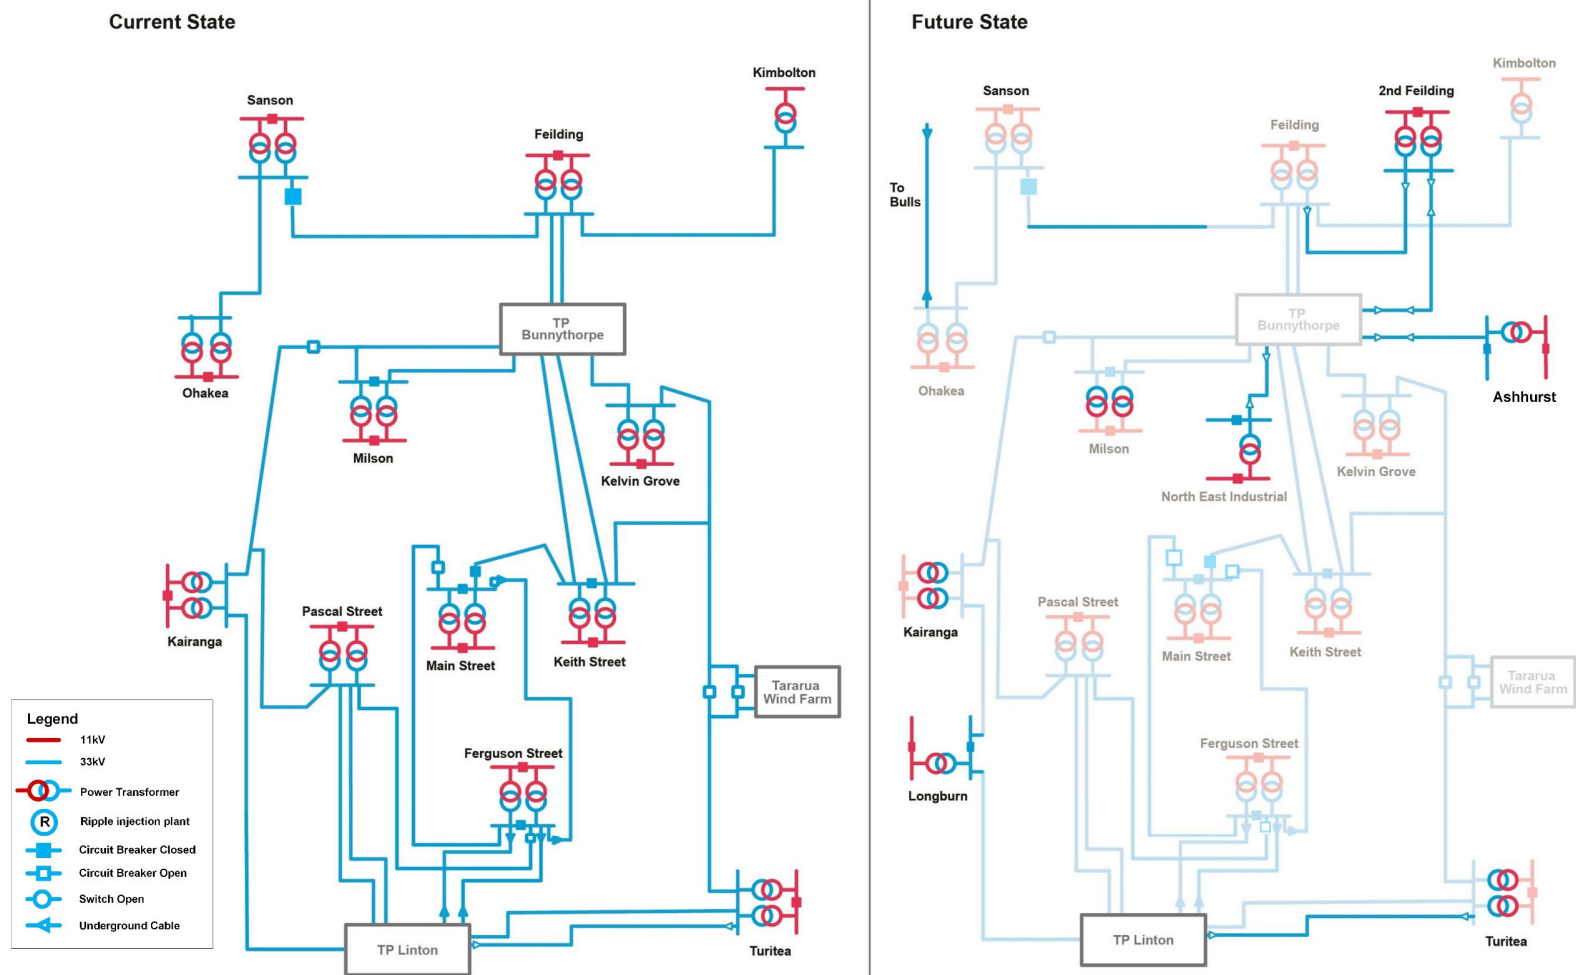 Current State
Kimbolton
Sanson
Feilding
TP
Bunnythorpe
Ohakea
Milson
Kelvin Grove
Pascal Street
Kairanga
Main Street
Keith Street
Tararua
Wind Farm
Ferguson Street
TP Linton
Turitea
Legend
11kV
33kV
Power Transformer
R
Ripple injection plant
Circuit Breaker Closed
Circuit Breaker Open
Switch Open
Underground Cable
Future State
Kimbolton
Sanson
2nd Feilding
Feilding
To
Bulls
TP
Bunnythorpe
Ohakea
Ashhurst
Milson
Kelvin Grove
North East Industrial
Pascal Street
Kairanga
Main Street
Keith Street
Tararua
Wind Farm
Ferguson Street
Longburn
TP Linton
Turitea